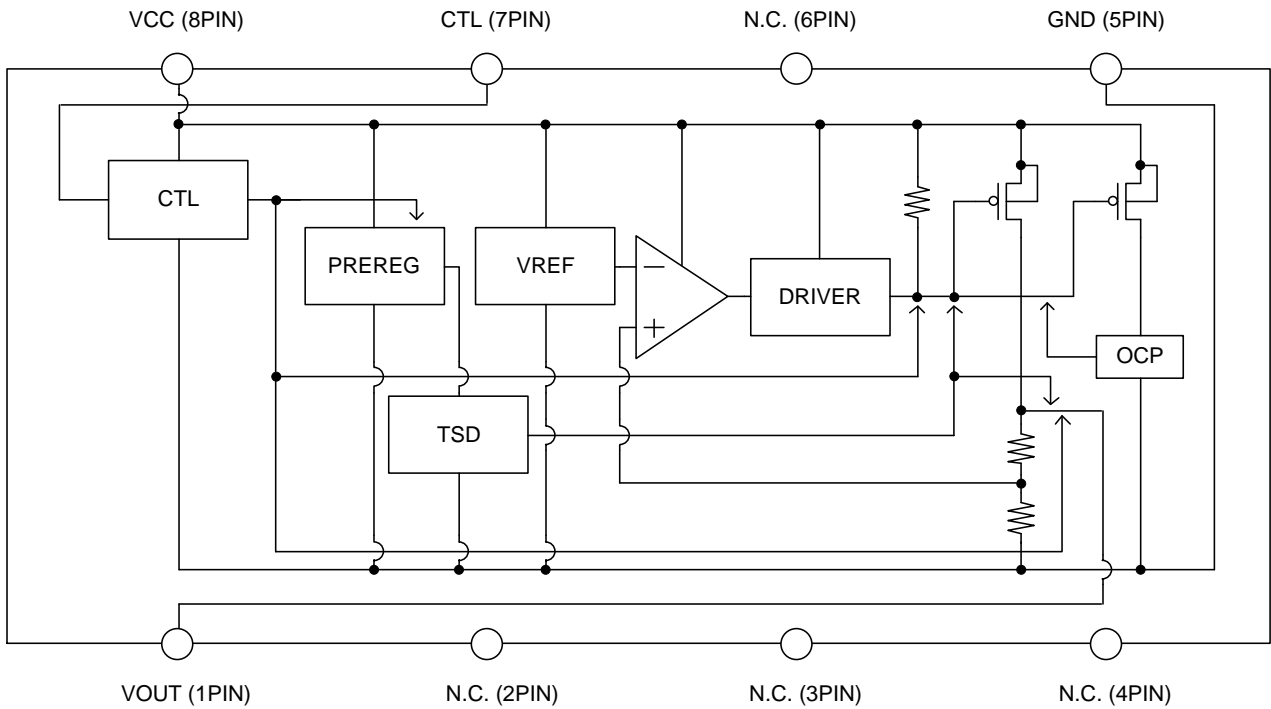 VCC (8PIN)
CTL (7PIN)
N.C. (6PIN)
GND (5PIN)
CTL
PREREG
VREF
−
+
DRIVER
OCP
TSD
VOUT (1PIN)
N.C. (2PIN)
N.C. (3PIN)
N.C. (4PIN)